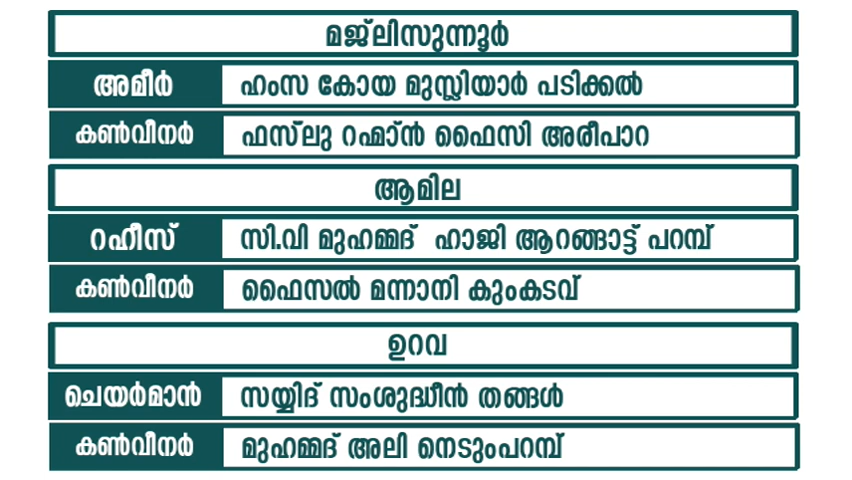 മജ്‌ലിസുന്നൂർ
അമീർ ഹംസ കോയ മുസ്ലിയാർ പടിക്കൽ
കൺവീനർ ഫസ്‌ലു റഹ്മാൻ ഫൈസി അരീപാറ
ആമില
റഹീസ് സി.വി മുഹമ്മദ് ഹാജി ആറങ്ങാട്ട് പറമ്പ്
കൺവീനർ ഫൈസൽ മന്നാനി കുംകടവ്
ഉറവ
ചെയർമാൻ സയ്യിദ് സംശുദ്ധീൻ തങ്ങൾ
കൺവീനർ മുഹമ്മദ് അലി നെടുംപറമ്പ്